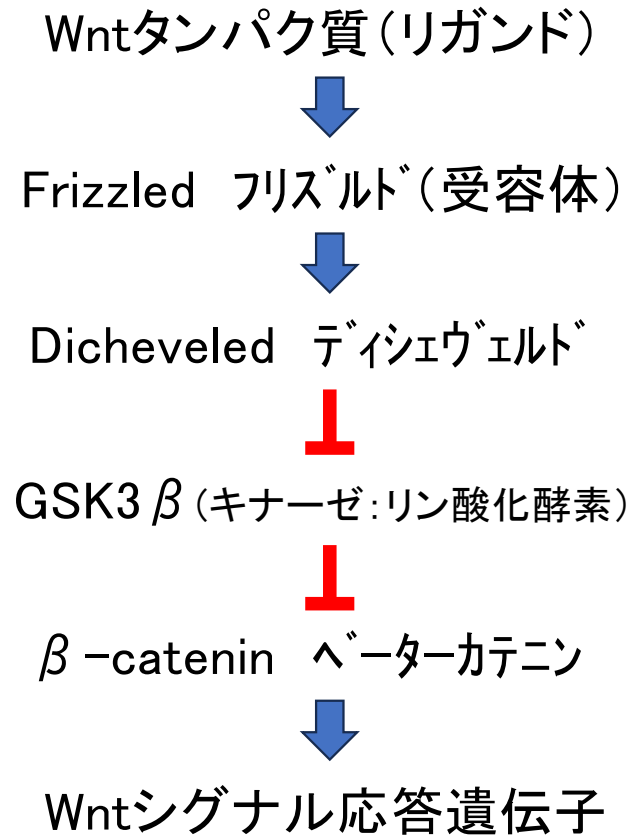 Wntタンパク質（リガンド）
Frizzled　ﾌﾘｽﾞﾙﾄﾞ（受容体）
Dicheveled　ﾃﾞｨｼｪｳﾞｪﾙﾄﾞ
GSK3β（キナーゼ：リン酸化酵素）
β-catenin　ﾍﾞｰﾀｰｶﾃﾆﾝ
Wntシグナル応答遺伝子